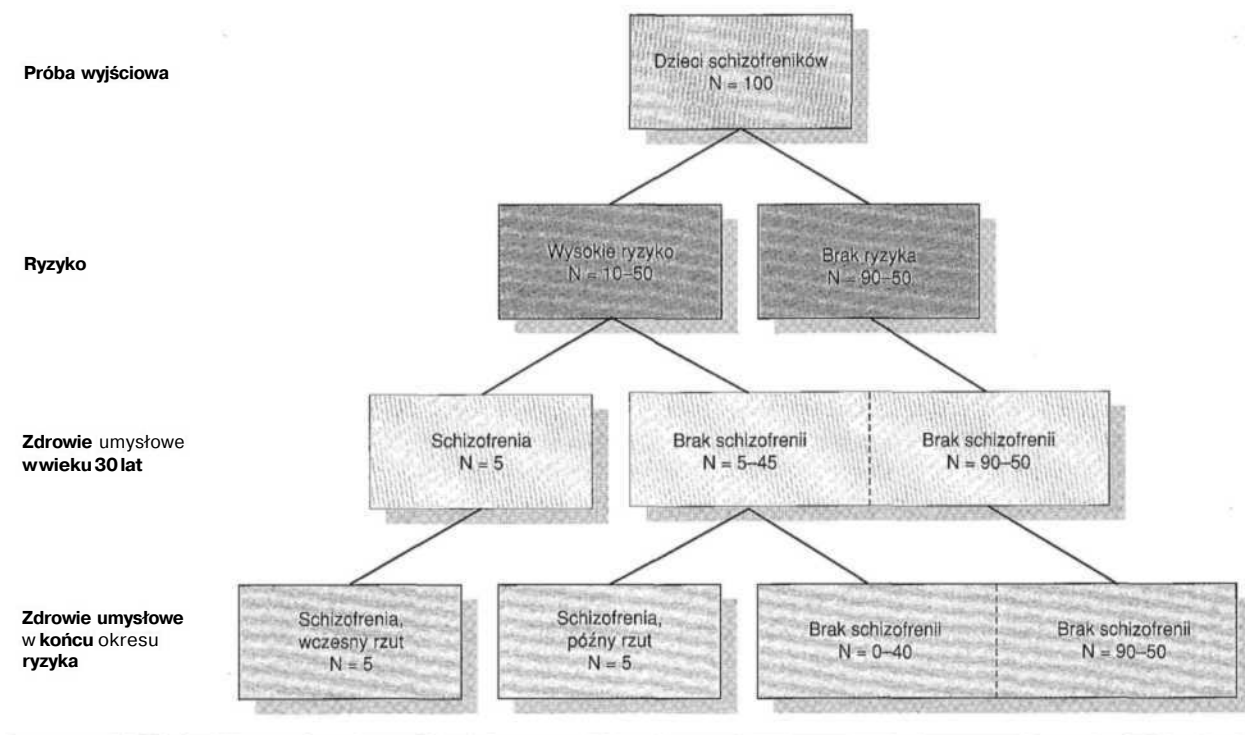 Próba wyjściowa
Dzieci schizofreników
N = 100
Ryzyko
Wysokie ryzyko
N = 10–50
Brak ryzyka
N = 90–50
Zdrowie umysłowe
w wieku 30 lat
Schizofrenia
N = 5
Brak schizofrenii
N = 5–45
Brak schizofrenii
N = 90–50
Zdrowie umysłowe
w końcu okresu
ryzyka
Schizofrenia,
wczesny rzut
N = 5
Schizofrenia,
późny rzut
N = 5
Brak schizofrenii
N = 0–40
Brak schizofrenii
N = 90–50